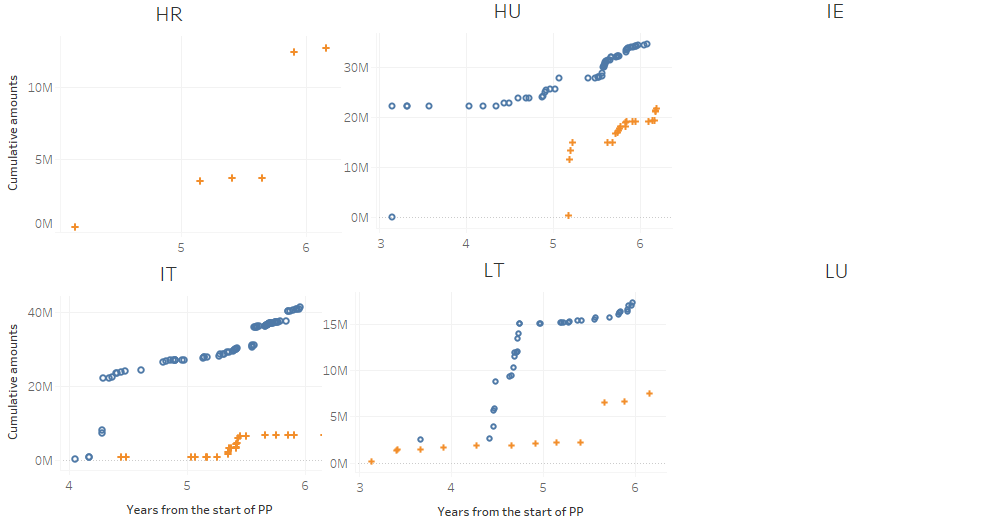 HR
HU
IE
Cumulative amounts
10M
5M
0M
5
6
30M
20M
10M
0M
3
4
5
6
IT
LT
LU
Cumulative amounts
40M
20M
0M
4
5
6
Years from the start of PP
15M
10M
5M
0M
3
4
5
6
Years from the start of PP